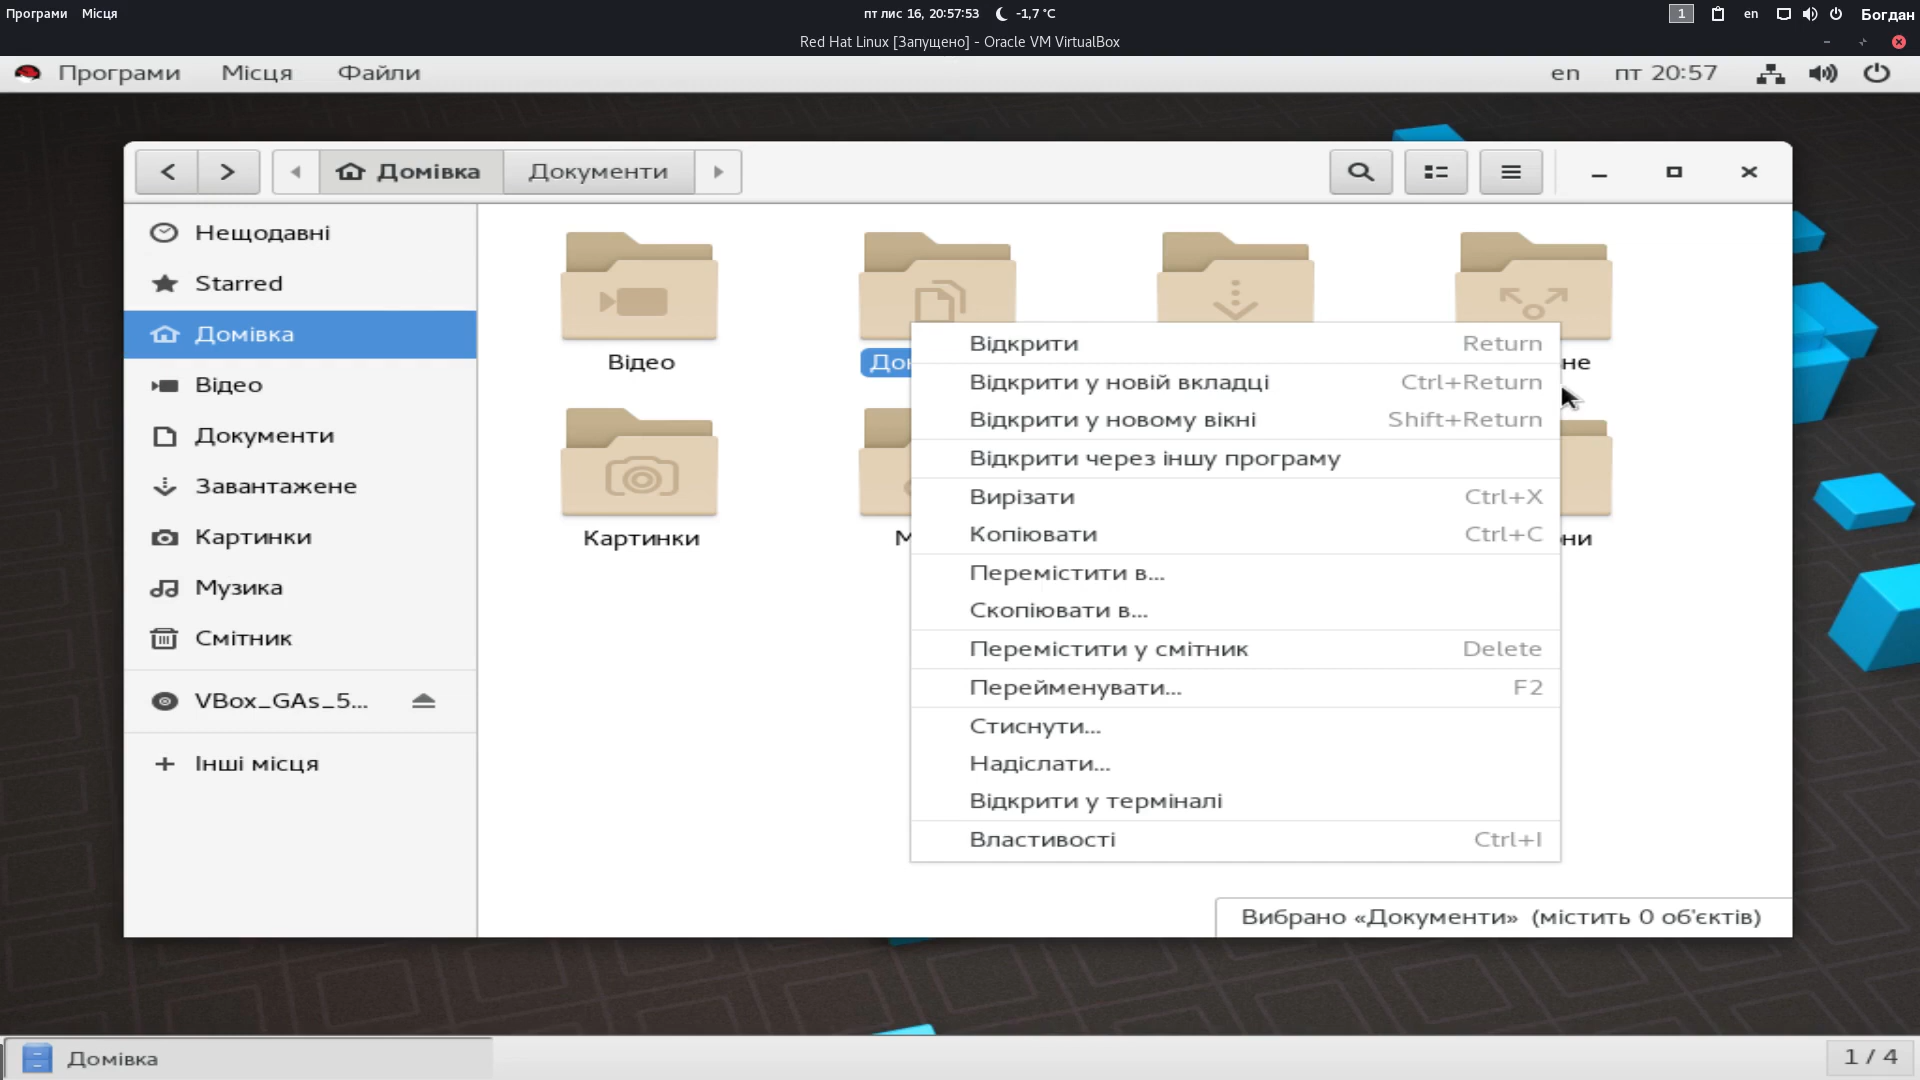 Програми Місця пт лис 16, 20:57:53 -1,7 °C 1 en Богдан
Red Hat Linux [Запущено] - Oracle VM VirtualBox
Програми Місця Файли en пт 20:57
Домівка Документи
Нещодавні
Starred
Домівка
Відео
Документи
Завантажене
Картинки
Музика
Смітник
VBox_GAs_5...
Інші місця
Відео
Картинки
Відкрити Return
Відкрити у новій вкладці Ctrl+Return
Відкрити у новому вікні Shift+Return
Відкрити через іншу програму
Вирізати Ctrl+X
Копіювати Ctrl+C
Перемістити в...
Скопіювати в...
Перемістити у смітник Delete
Перейменувати... F2
Стиснути...
Надіслати...
Відкрити у терміналі
Властивості Ctrl+I
Вибрано «Документи» (містить 0 об'єктів)
Домівка 1 / 4